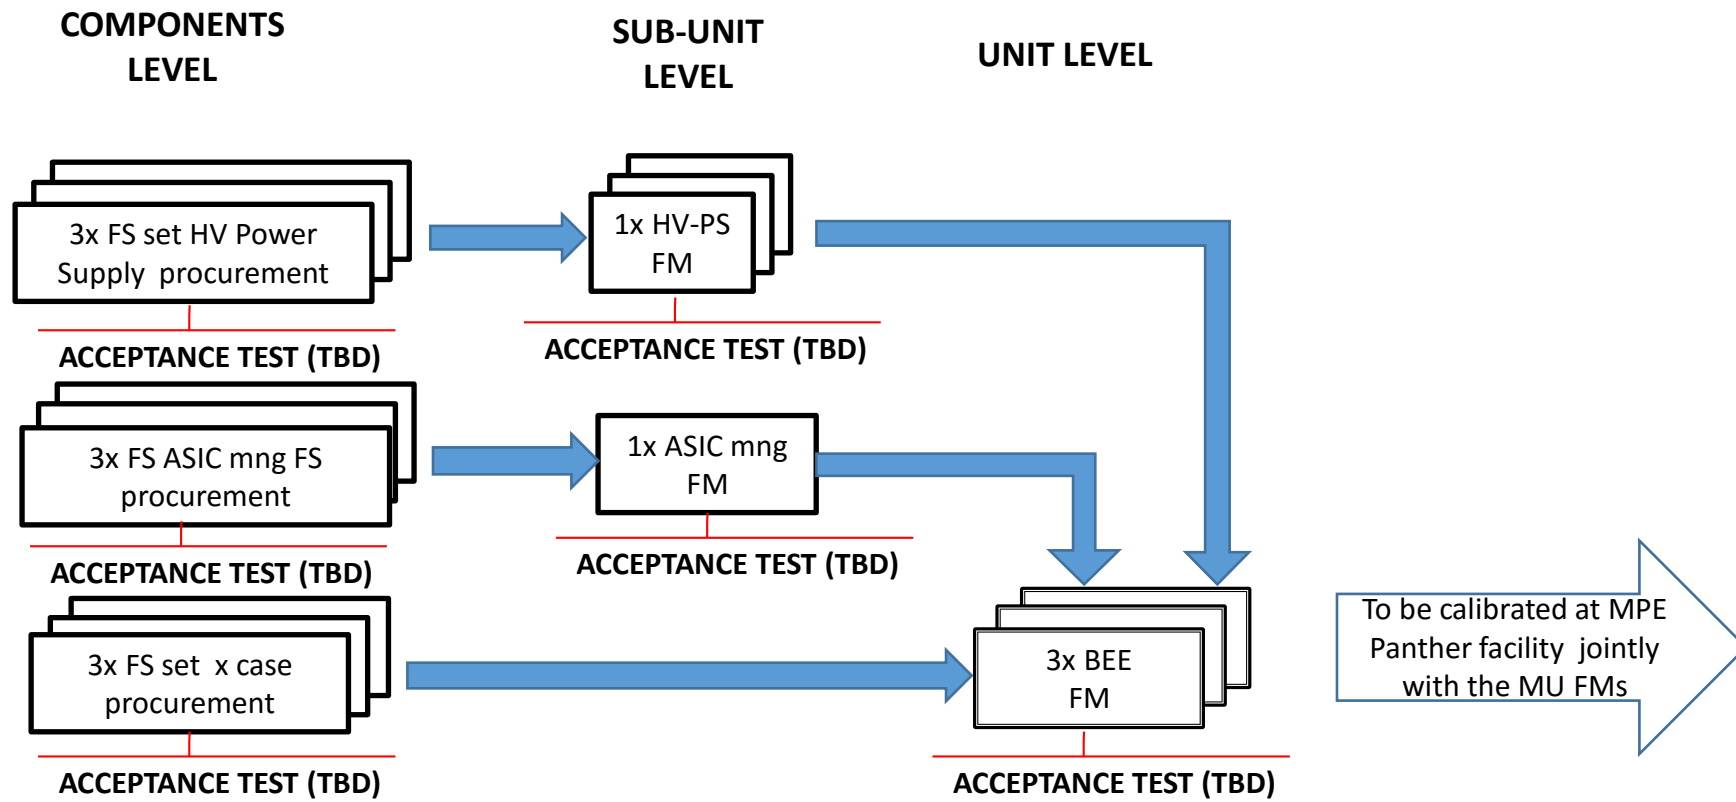 COMPONENTS
LEVEL
SUB-UNIT
LEVEL
UNIT LEVEL
3x FS set HV Power
Supply procurement
1x HV-PS
FM
ACCEPTANCE TEST (TBD)
ACCEPTANCE TEST (TBD)
3x FS ASIC mng FS
procurement
1x ASIC mng
FM
ACCEPTANCE TEST (TBD)
ACCEPTANCE TEST (TBD)
3x FS set x case
procurement
3x BEE
FM
To be calibrated at MPE
Panther facility jointly
with the MU FMs
ACCEPTANCE TEST (TBD)
ACCEPTANCE TEST (TBD)